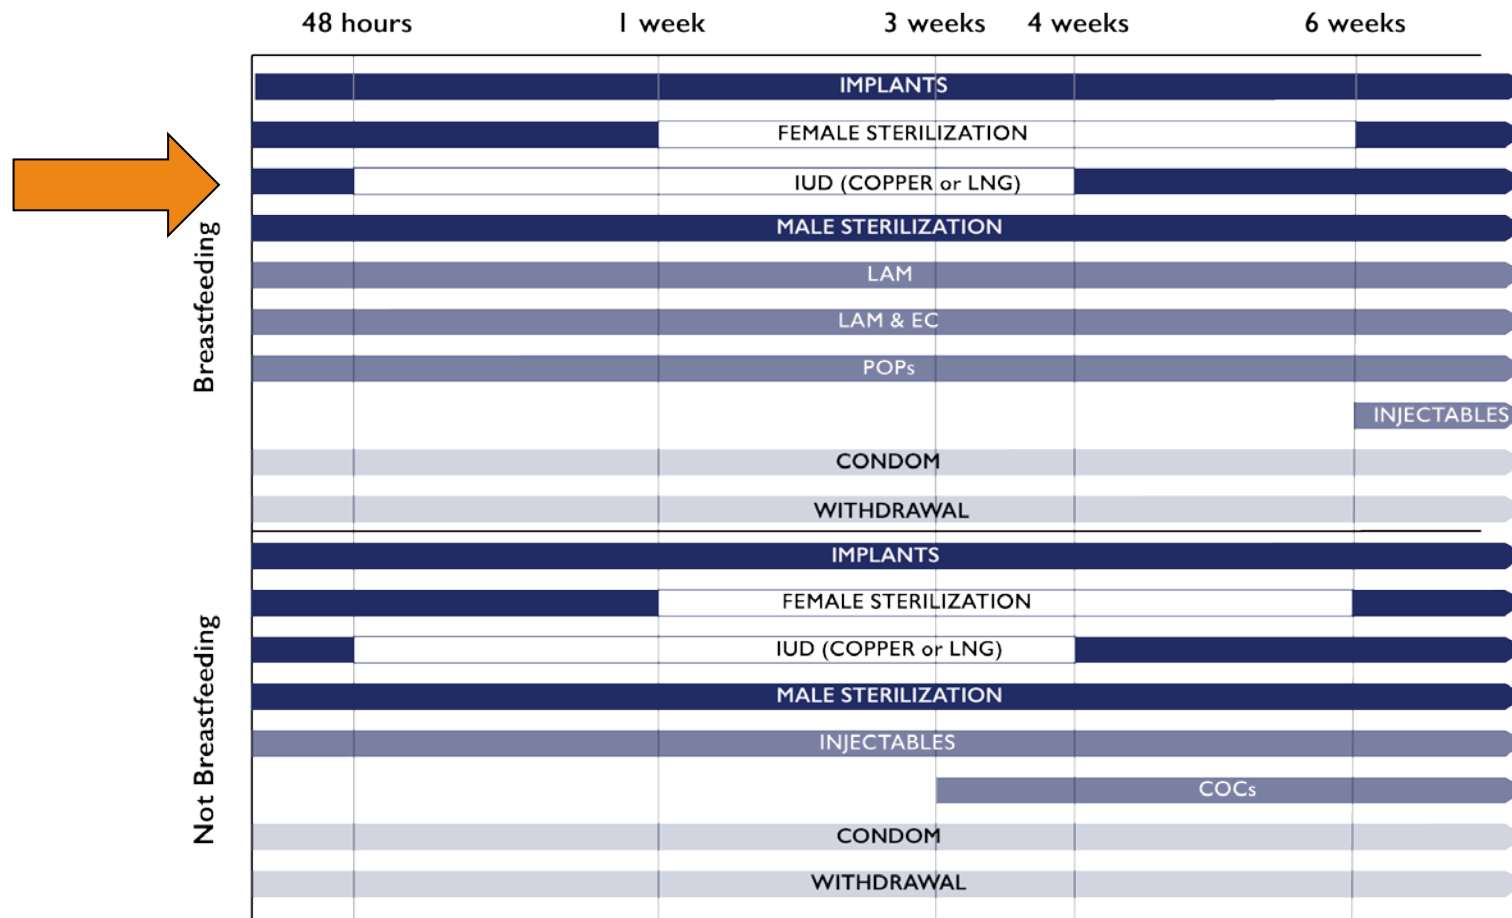 48 hours 1 week 3 weeks 4 weeks 6 weeks
Breastfeeding
IMPLANTS
FEMALE STERILIZATION
IUD (COPPER or LNG)
MALE STERILIZATION
LAM
LAM & EC
POPs
INJECTABLES
CONDOM
WITHDRAWAL
Not Breastfeeding
IMPLANTS
FEMALE STERILIZATION
IUD (COPPER or LNG)
MALE STERILIZATION
INJECTABLES
COCs
CONDOM
WITHDRAWAL